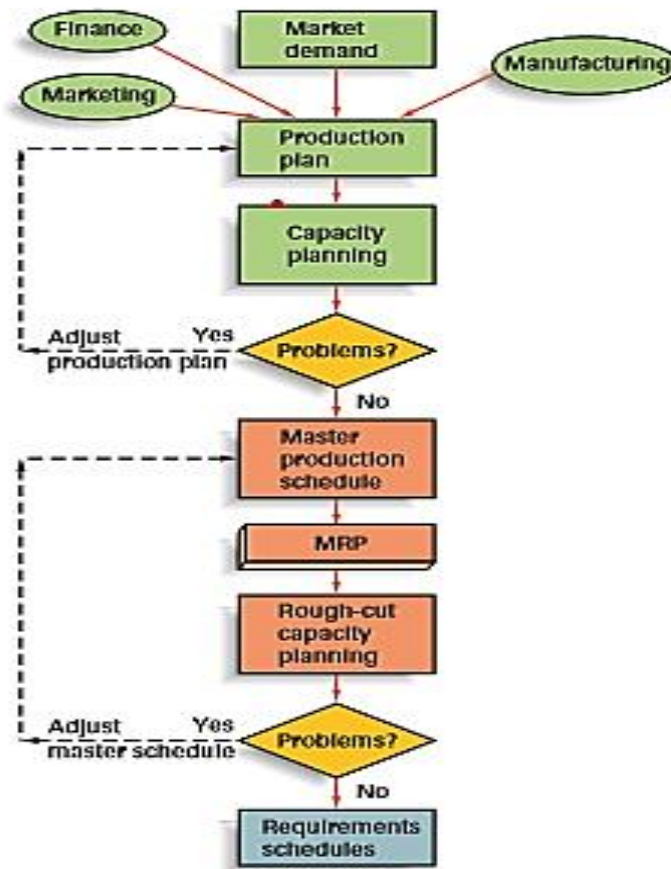 Finance
Market
demand
Manufacturing
Marketing
Production
plan
Capacity
planning
Adjust Yes
production plan
Problems?
No
Master
production
schedule
MRP
Rough-cut
capacity
planning
Adjust Yes
master schedule
Problems?
No
Requirements
schedules